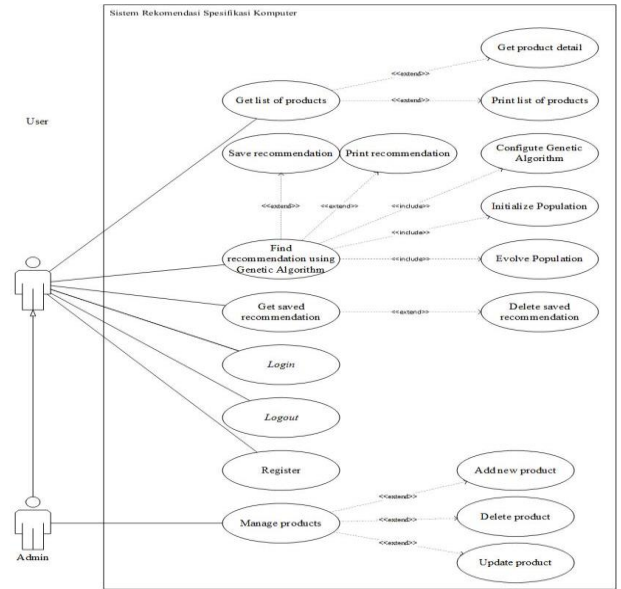 Sistem Rekomendasi Spesifikasi Komputer
Get product detail
<<extend>>
Get list of products
<<extend>>
Print list of products
User
Save recommendation
Print recommendation
Configute Genetic
Algorithm
<<extend>>
<<extend>>
<<include>>
Initialize Population
<<include>>
Find
recommendation using
Genetic Algorithm
<<include>>
Evolve Population
Get saved
recommendation
<<extend>>
Delete saved
recommendation
Login
Logout
Register
Add new product
<<extend>>
Manage products
<<extend>>
Delete product
<<extend>>
Update product
Admin